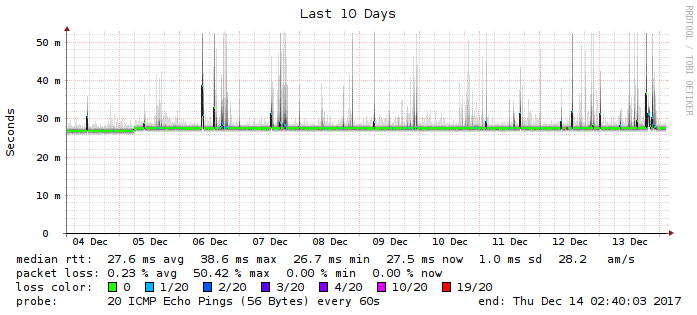 Last 10 Days
RRDTOOL / TOBI OETIKER
Seconds
50 m
40 m
30 m
20 m
10 m
0
04 Dec 05 Dec 06 Dec 07 Dec 08 Dec 09 Dec 10 Dec 11 Dec 12 Dec 13 Dec
median rtt: 27.6 ms avg 38.6 ms max 26.7 ms min 27.5 ms now 1.0 ms sd 28.2 am/s
packet loss: 0.23 % avg 50.42 % max 0.00 % min 0.00 % now
loss color: 0 1/20 2/20 3/20 4/20 10/20 19/20
probe: 20 ICMP Echo Pings (56 Bytes) every 60s end: Thu Dec 14 02:40:03 2017